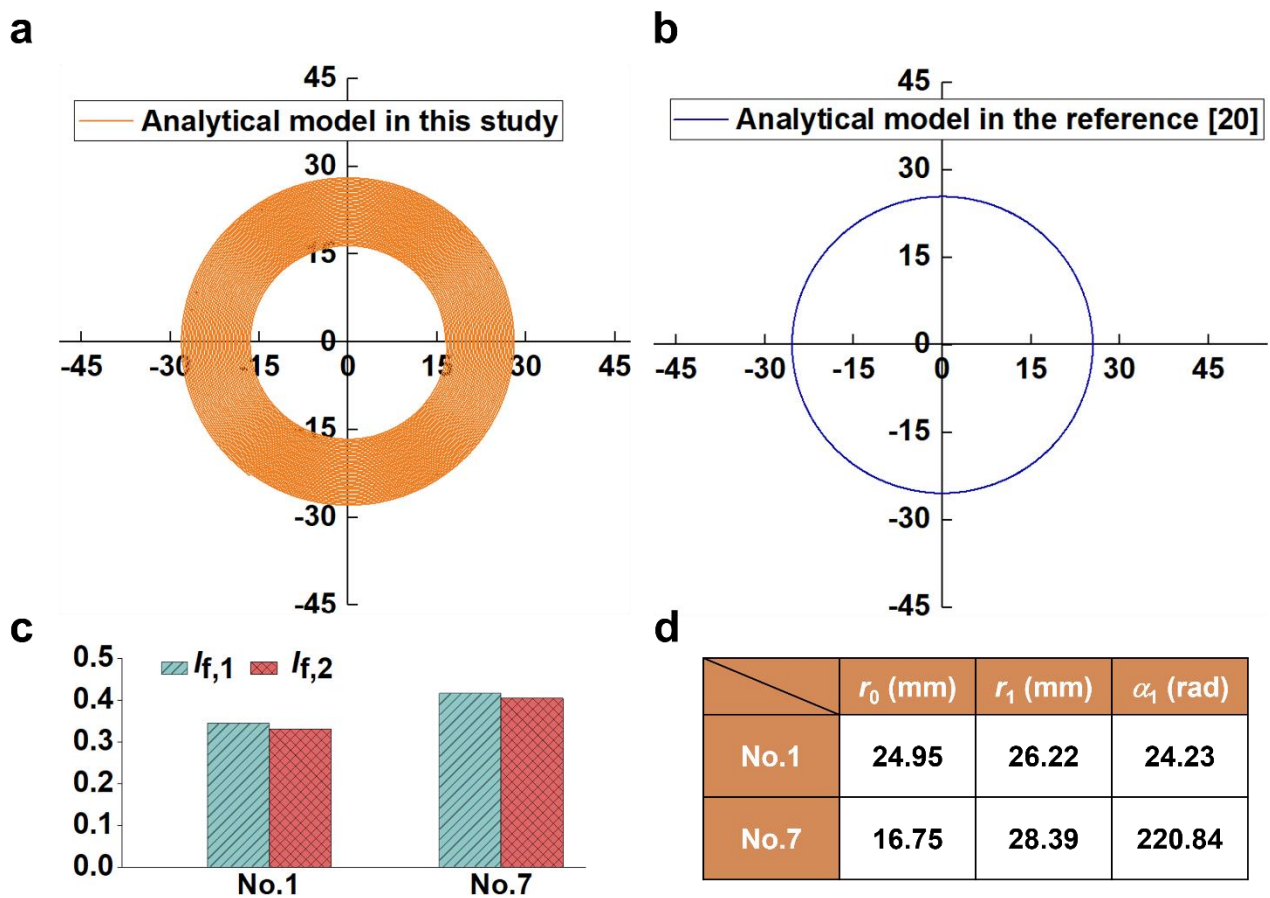 a
45
Analytical model in this study
30
15
0
-45 -30 -15 0 15 30 45
-15
-30
-45
b
45
Analytical model in the reference [20]
30
15
0
-45 -30 -15 0 15 30 45
-15
-30
-45
c
0.5
0.4
0.3
0.2
0.1
0.0
If,1 If,2
No.1 No.7
d
r0 (mm) r1 (mm) α1 (rad)
No.1 24.95 26.22 24.23
No.7 16.75 28.39 220.84